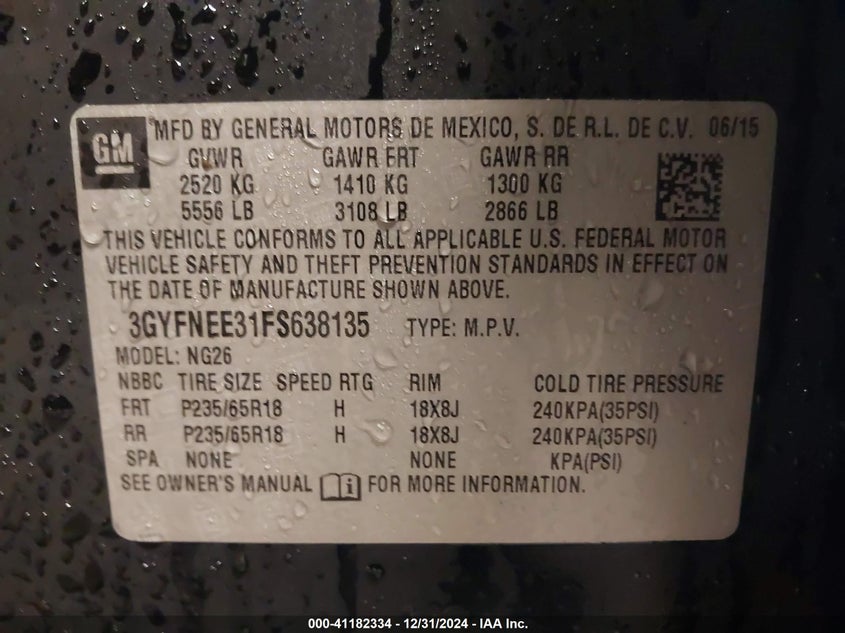 GM
MFD BY GENERAL MOTORS DE MEXICO, S. DE R.L. DE C.V. 06/15
GVWR GAWR FRT GAWR RR
2520 KG 1410 KG 1300 KG
5556 LB 3108 LB 2866 LB
THIS VEHICLE CONFORMS TO ALL APPLICABLE U.S. FEDERAL MOTOR
VEHICLE SAFETY AND THEFT PREVENTION STANDARDS IN EFFECT ON
THE DATE OF MANUFACTURE SHOWN ABOVE.
3GYFNEE31FS638135 TYPE: M.P.V.
MODEL: NG26
NBBC TIRE SIZE SPEED RTG RIM COLD TIRE PRESSURE
FRT P235/65R18 H 18X8J 240KPA(35PSI)
RR P235/65R18 H 18X8J 240KPA(35PSI)
SPA NONE NONE KPA(PSI)
SEE OWNER'S MANUAL i FOR MORE INFORMATION.
000-41182334 - 12/31/2024 - IAA Inc.